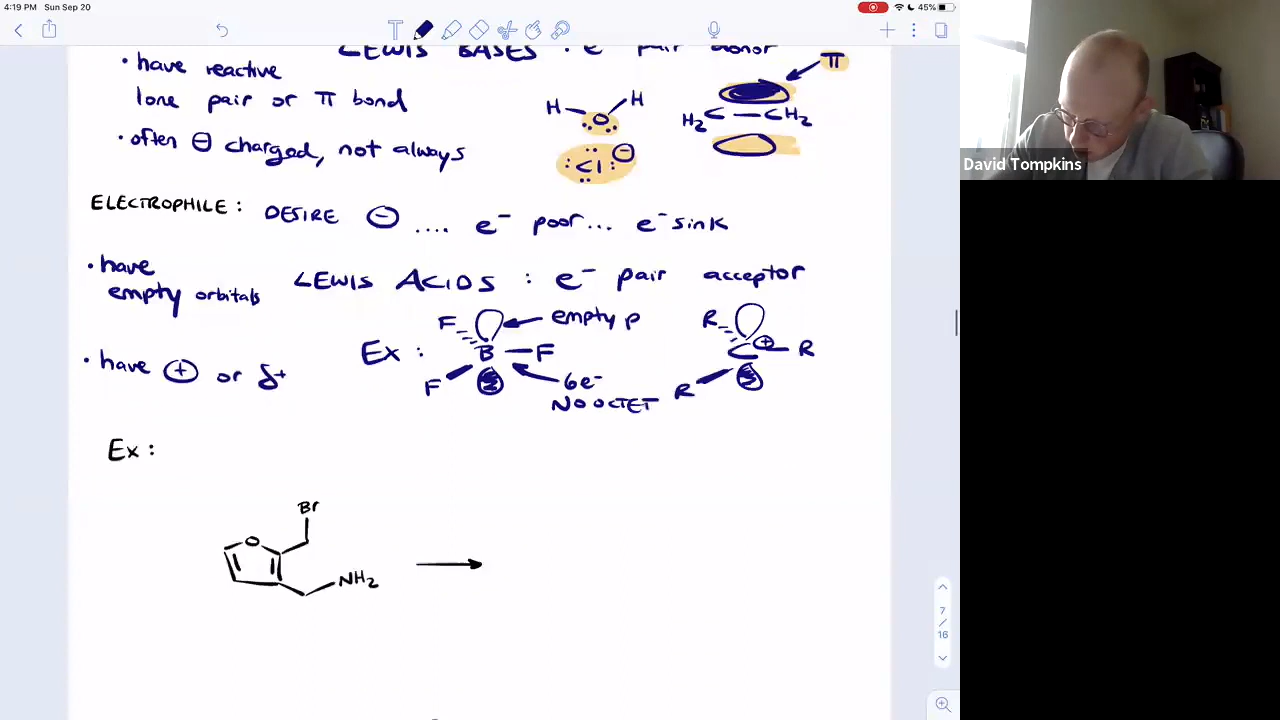 4:19 PM Sun Sep 20
45%
T
LEWIS BASES : e⁻ pair donor
• have reactive
lone pair or π bond
• often ⊖ charged, not always
H O H
:Cl: ⊖
π
H₂C — CH₂
David Tompkins
ELECTROPHILE : DESIRE ⊖ .... e⁻ poor... e⁻ sink
• have
empty orbitals
LEWIS ACIDS : e⁻ pair acceptor
• have ⊕ or δ⁺
Ex :
F
B — F
F
empty p
6e⁻
NO OCTET
R
C ⊕ R
R
Ex :
Br
O
NH₂
7
/
16